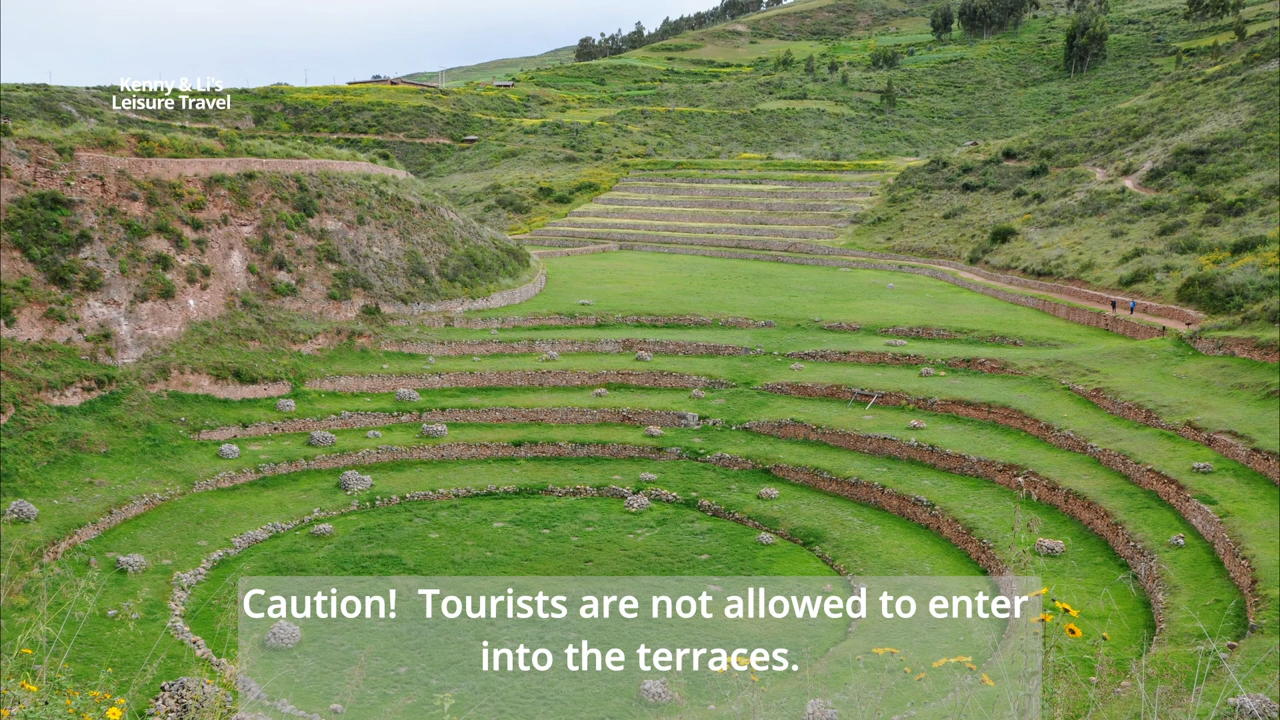 Kenny & Li's
Leisure Travel
Caution!  Tourists are not allowed to enter
into the terraces.